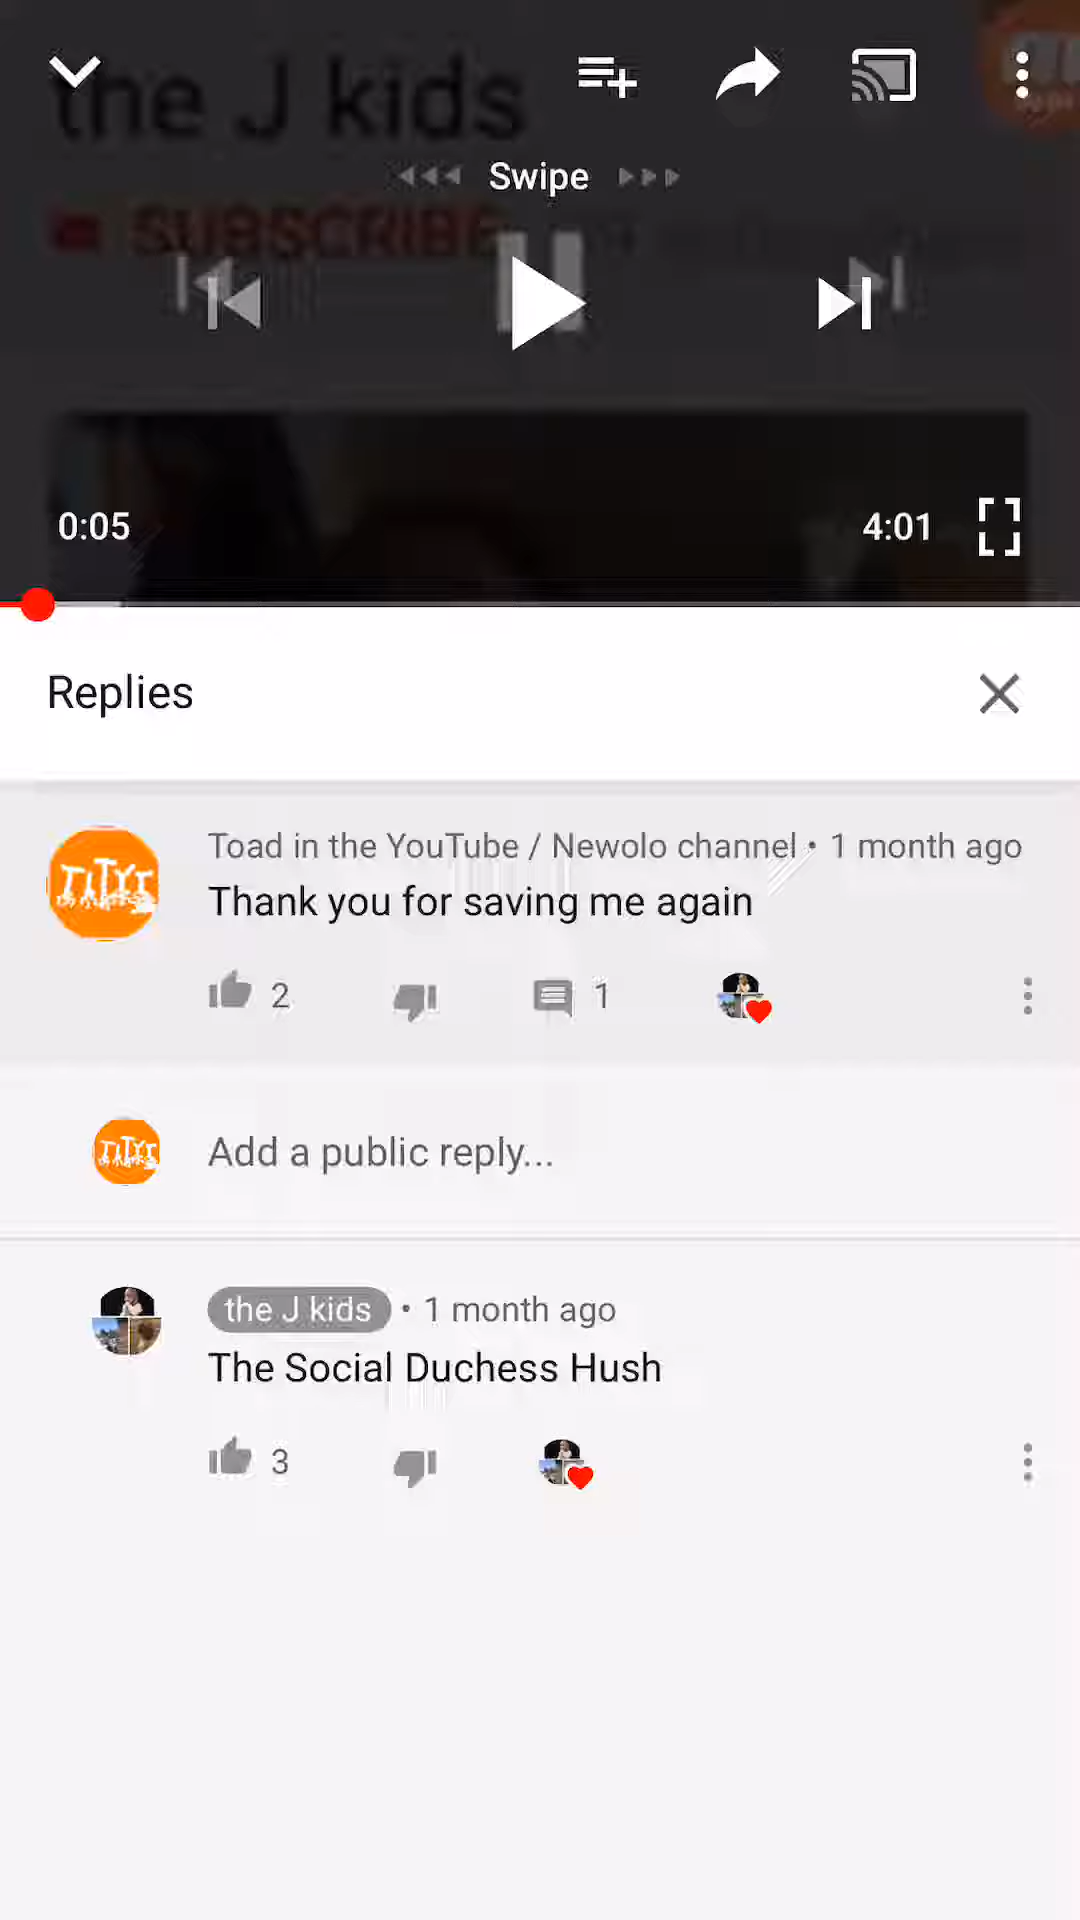 the J kids
Swipe
SUBSCRIBE
0:05
4:01
Replies
Toad in the YouTube / Newolo channel • 1 month ago
Thank you for saving me again
2
1
Add a public reply...
the J kids • 1 month ago
The Social Duchess Hush
3